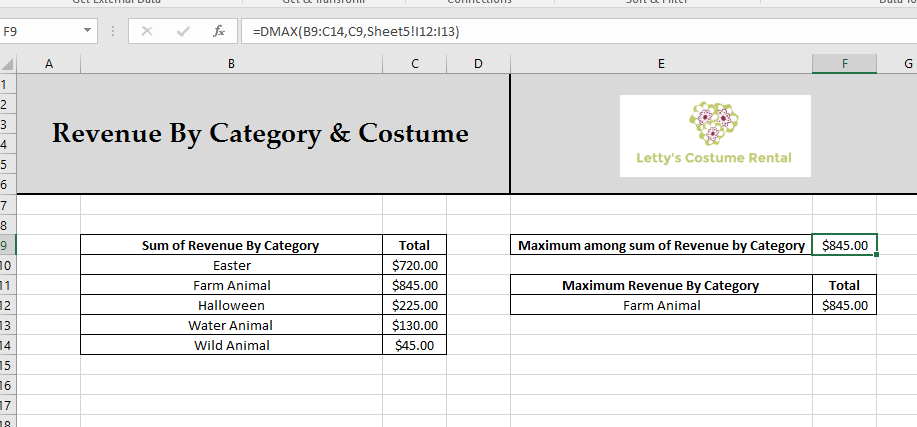 F9 fx =DMAX(B9:C14,C9,Sheet5!I12:I13)
A B C D E F G
1
2
3
4
5
6
Revenue By Category & Costume
Letty's Costume Rental
7
8
9 Sum of Revenue By Category Total Maximum among sum of Revenue by Category $845.00
10 Easter $720.00
11 Farm Animal $845.00 Maximum Revenue By Category Total
12 Halloween $225.00 Farm Animal $845.00
13 Water Animal $130.00
14 Wild Animal $45.00
15
16
17
18